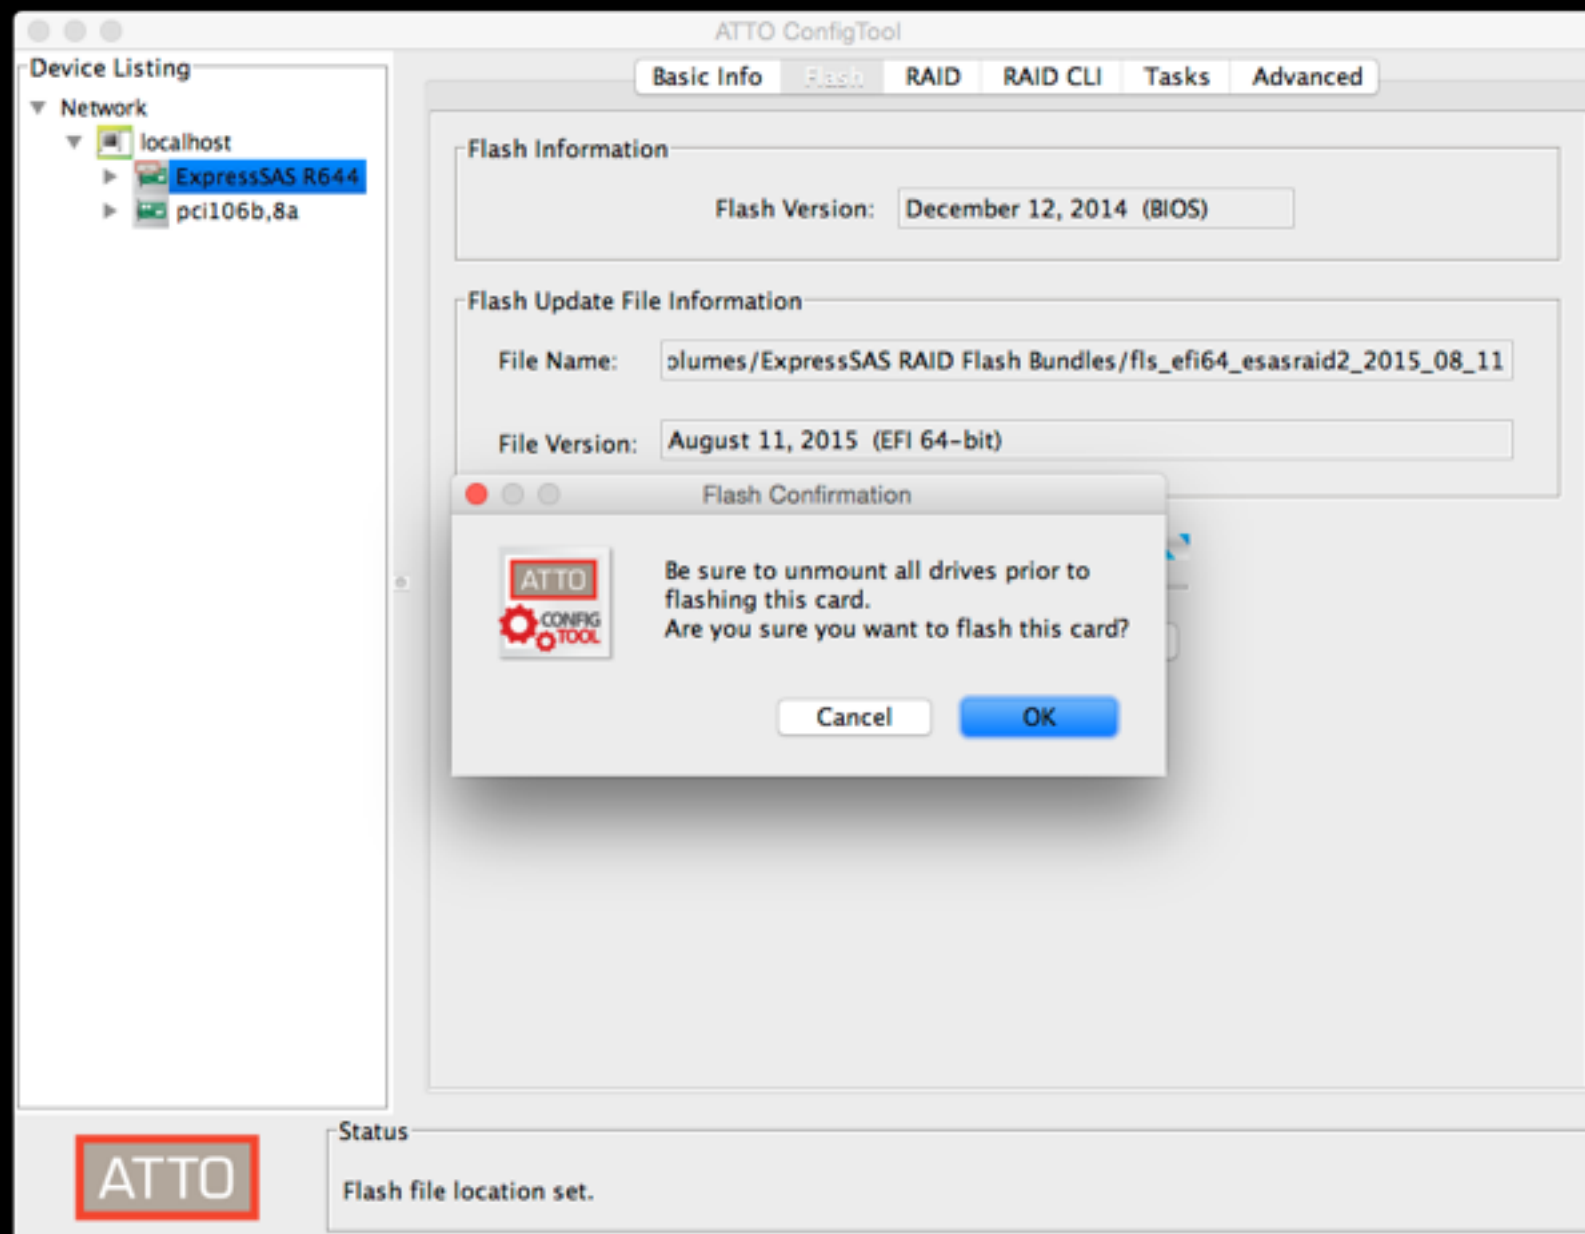 ATTO ConfigTool
Device Listing
Network
localhost
ExpressSAS R644
pci106b,8a
Basic Info Flash RAID RAID CLI Tasks Advanced
Flash Information
Flash Version: December 12, 2014 (BIOS)
Flash Update File Information
File Name: olumes/ExpressSAS RAID Flash Bundles/fls_efi64_esasraid2_2015_08_11
File Version: August 11, 2015 (EFI 64-bit)
Flash Confirmation
ATTO
CONFIG
TOOL
Be sure to unmount all drives prior to
flashing this card.
Are you sure you want to flash this card?
Cancel OK
ATTO
Status
Flash file location set.